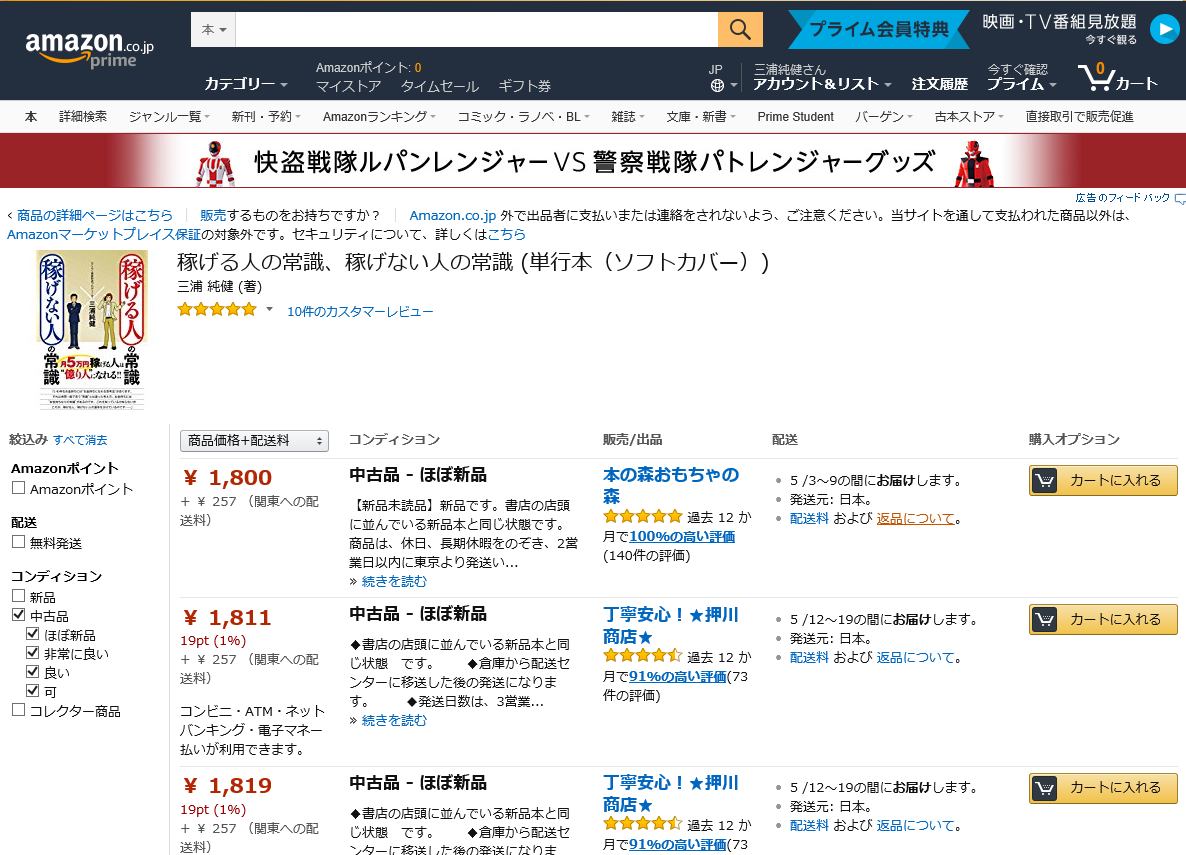 amazon.co.jp
prime
本
プライム会員特典
映画・TV番組見放題
今すぐ観る
カテゴリー
Amazonポイント: 0
マイストア タイムセール ギフト券
JP
三浦純健さん
アカウント&リスト
注文履歴
今すぐ確認
プライム
0
カート
本 詳細検索 ジャンル一覧 新刊・予約 Amazonランキング コミック・ラノベ・BL 雑誌 文庫・新書 Prime Student バーゲン 古本ストア 直接取引で販売促進
快盗戦隊ルパンレンジャーVS警察戦隊パトレンジャーグッズ
広告のフィードバック
‹ 商品の詳細ページはこちら | 販売するものをお持ちですか？ | Amazon.co.jp 外で出品者に支払いまたは連絡をされないよう、ご注意ください。当サイトを通して支払われた商品以外は、
Amazonマーケットプレイス保証の対象外です。セキュリティについて、詳しくはこちら
稼げる人の常識
稼げない人の常識
三浦純健
月5万円稼げる人は
"億り人"になれる!!
稼げる人の常識、稼げない人の常識 (単行本（ソフトカバー）)
三浦 純健 (著)
10件のカスタマーレビュー
絞込み すべて消去
Amazonポイント
Amazonポイント
配送
無料発送
コンディション
新品
中古品
ほぼ新品
非常に良い
良い
可
コレクター商品
商品価格+配送料 コンディション 販売/出品 配送 購入オプション
￥ 1,800
+ ￥ 257 （関東への配
送料）
中古品 - ほぼ新品
【新品未読品】新品です。書店の店頭
に並んでいる新品本と同じ状態です。
商品は、休日、長期休暇をのぞき、2営
業日以内に東京より発送い...
» 続きを読む
本の森おもちゃの
森
過去 12 か
月で100%の高い評価
(140件の評価)
5 /3～9の間にお届けします。
発送元: 日本。
配送料 および 返品について。
カートに入れる
￥ 1,811
19pt (1%)
+ ￥ 257 （関東への配
送料）
コンビニ・ATM・ネット
バンキング・電子マネー
払いが利用できます。
中古品 - ほぼ新品
◆書店の店頭に並んでいる新品本と同
じ状態 です。 ◆倉庫から配送セ
ンターに移送した後の発送になりま
す。 ◆発送日数は、3営業...
» 続きを読む
丁寧安心！★押川
商店★
過去 12 か
月で91%の高い評価(73
件の評価)
5 /12～19の間にお届けします。
発送元: 日本。
配送料 および 返品について。
カートに入れる
￥ 1,819
19pt (1%)
+ ￥ 257 （関東への配
送料）
中古品 - ほぼ新品
◆書店の店頭に並んでいる新品本と同
じ状態 です。 ◆倉庫から配送セ
ンターに移送した後の発送になりま
丁寧安心！★押川
商店★
過去 12 か
月で91%の高い評価(73
5 /12～19の間にお届けします。
発送元: 日本。
配送料 および 返品について。
カートに入れる